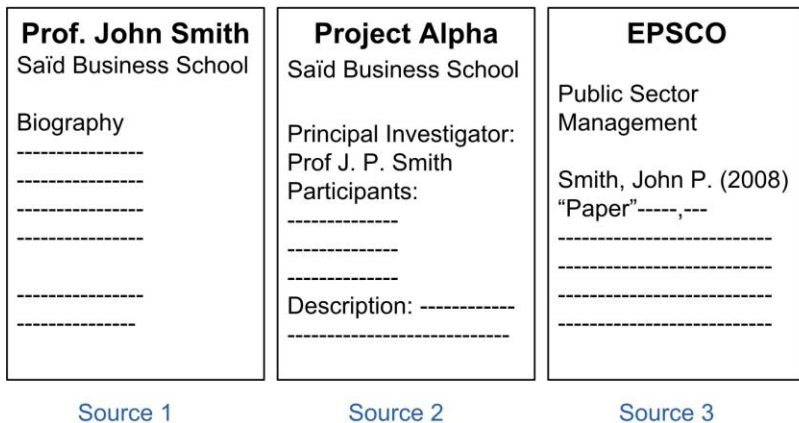 Prof. John Smith
Saïd Business School
Biography
----------------
----------------
----------------
----------------
----------------
---------------
Source 1
Project Alpha
Saïd Business School
Principal Investigator:
Prof J. P. Smith
Participants:
--------------
--------------
--------------
Description: ------------
----------------------------
Source 2
EPSCO
Public Sector
Management
Smith, John P. (2008)
“Paper”-----,---
---------------------------
---------------------------
---------------------------
---------------------------
Source 3